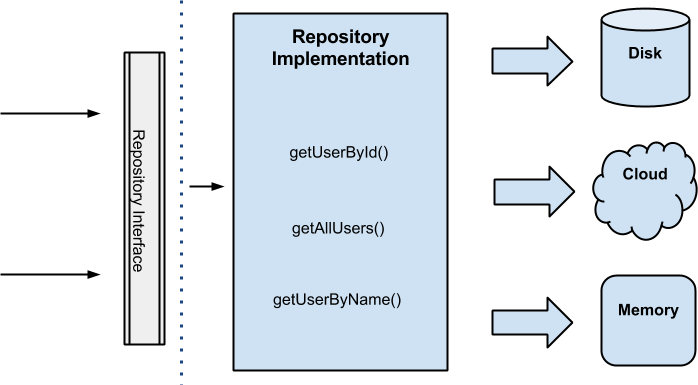 Repository Interface
Repository
Implementation
getUserById()
getAllUsers()
getUserByName()
Disk
Cloud
Memory